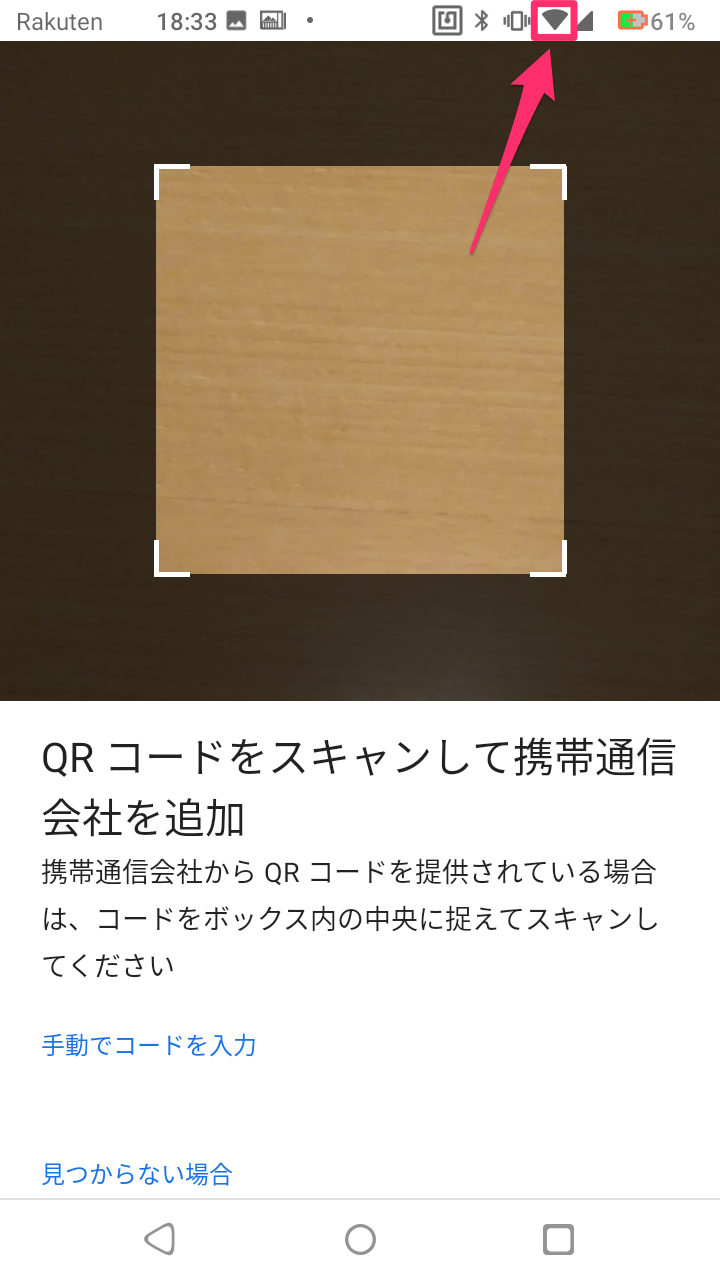 Rakuten 18:33 61%
QR コードをスキャンして携帯通信
会社を追加
携帯通信会社から QR コードを提供されている場合
は、コードをボックス内の中央に捉えてスキャンし
てください
手動でコードを入力
見つからない場合